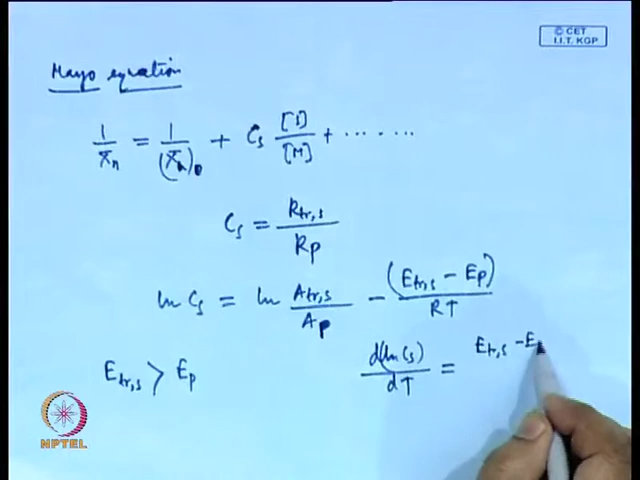 © CET
I.I.T. KGP
Mayo equation
1/X̄n = 1/(X̄n)0 + Cs [S]/[M] + ... ...
Cs = Rtr,s / Rp
ln Cs = ln Atr,s/Ap - (Etr,s - Ep)/RT
Etr,s > Ep
d(ln Cs)/dT = Etr,s - E
NPTEL